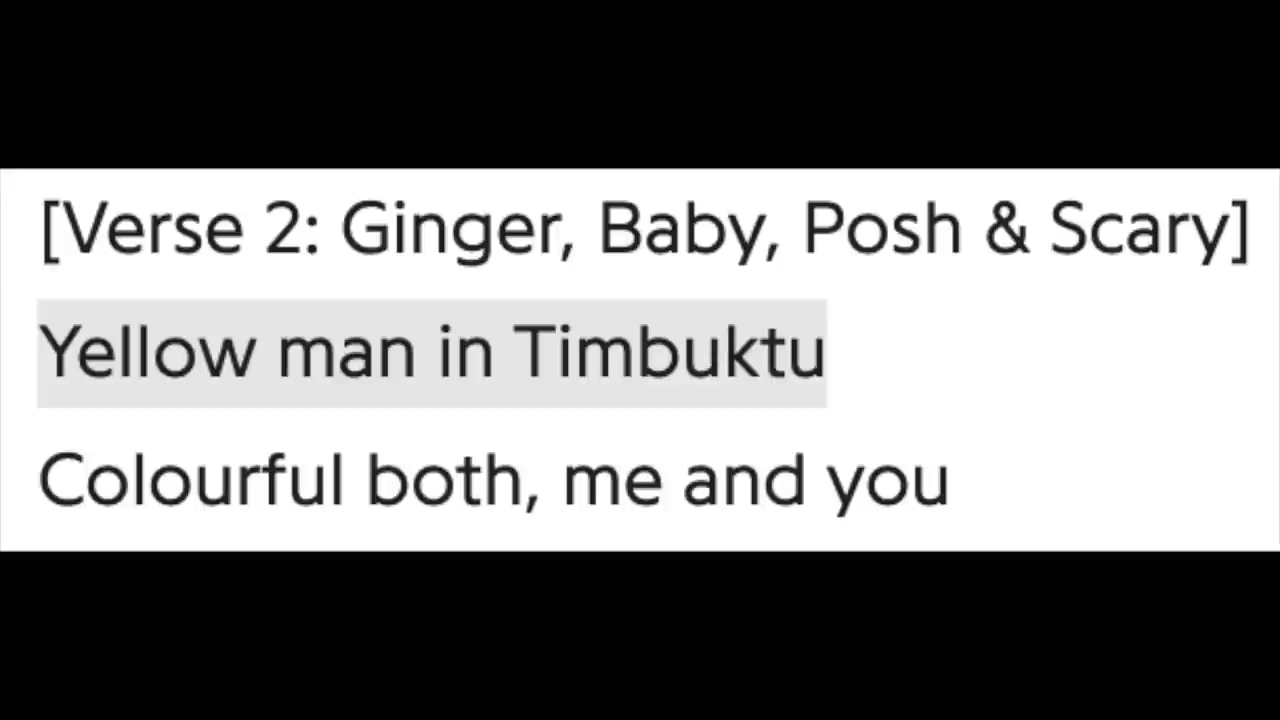 [Verse 2: Ginger, Baby, Posh & Scary]
Yellow man in Timbuktu
Colourful both, me and you